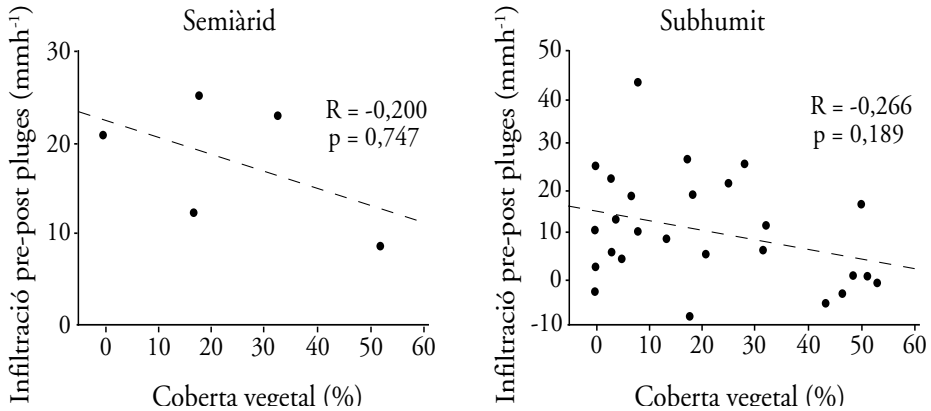 Semiàrid
Infiltració pre-post pluges (mmh⁻¹)
30
20
10
0
R = -0,200
p = 0,747
0 10 20 30 40 50 60
Coberta vegetal (%)
Subhumit
Infiltració pre-post pluges (mmh⁻¹)
50
40
30
20
10
0
-10
R = -0,266
p = 0,189
0 10 20 30 40 50 60
Coberta vegetal (%)